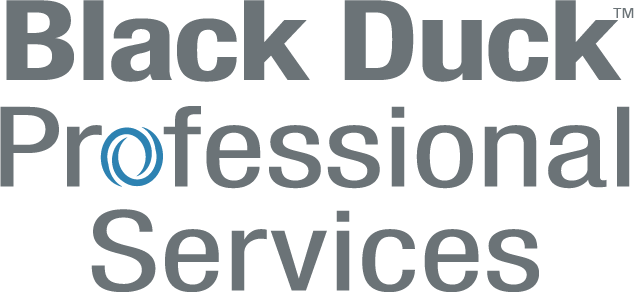 Black Duck™
Professional
Services